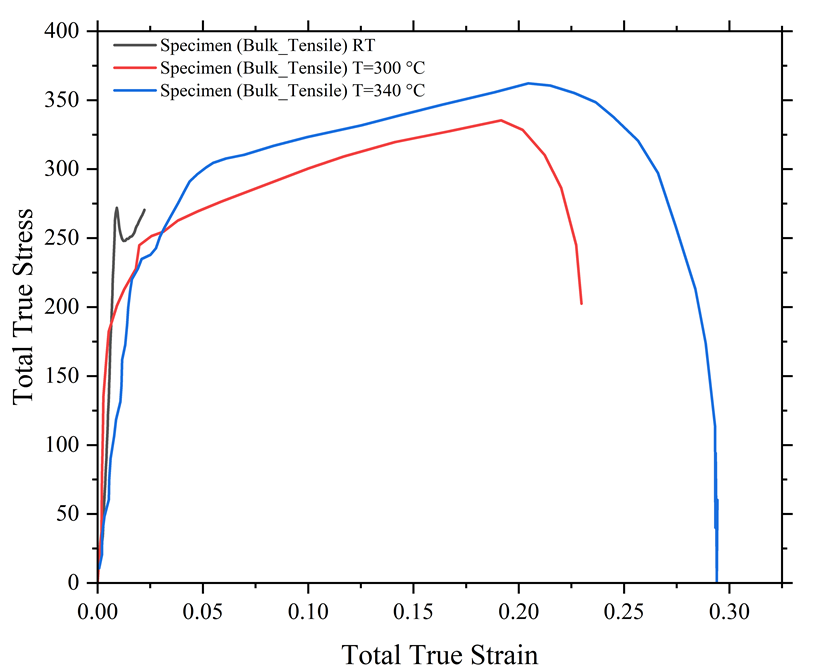 400
350
300
250
200
150
100
50
0
Total True Stress
Specimen (Bulk_Tensile) RT
Specimen (Bulk_Tensile) T=300 °C
Specimen (Bulk_Tensile) T=340 °C
0.00 0.05 0.10 0.15 0.20 0.25 0.30
Total True Strain